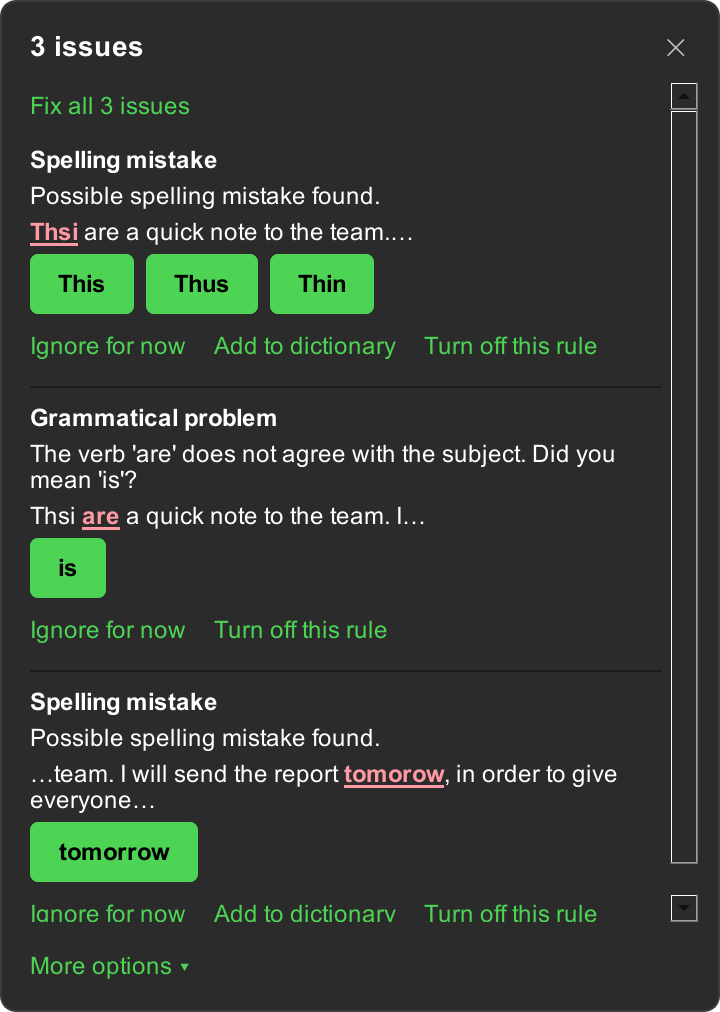 3 issues
Fix all 3 issues
Spelling mistake
Possible spelling mistake found.
Thsi are a quick note to the team.…
This Thus Thin
Ignore for now Add to dictionary Turn off this rule
Grammatical problem
The verb 'are' does not agree with the subject. Did you
mean 'is'?
Thsi are a quick note to the team. I…
is
Ignore for now Turn off this rule
Spelling mistake
Possible spelling mistake found.
…team. I will send the report tomorow, in order to give
everyone…
tomorrow
Ignore for now Add to dictionary Turn off this rule
More options ▾